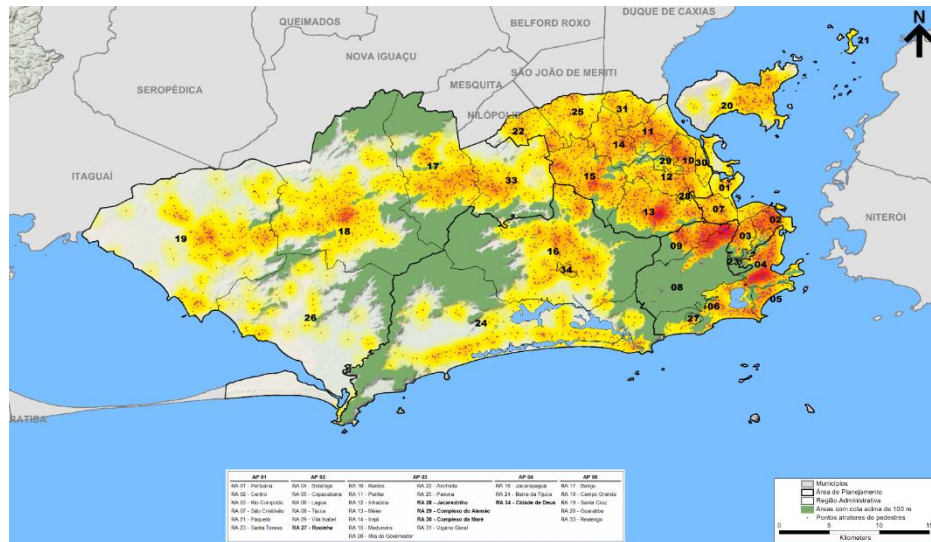 DUQUE DE CAXIAS
QUEIMADOS
BELFORD ROXO
N
21
NOVA IGUAÇU
SÃO JOÃO DE MERITI
MESQUITA
SEROPÉDICA
NILÓPOLIS
20
25
31
22
11
14
17
29
10
30
ITAGUAÍ
33
15
12
01
28
13
07
02
NITERÓI
19
18
09
03
16
23
04
34
08
05
06
26
24
27
RATIBA
AP 01
AP 02
AP 03
AP 04
AP 05
RA 01 - Portuária
RA 04 - Botafogo
RA 10 - Ramos
RA 22 - Anchieta
RA 16 - Jacarepaguá
RA 17 - Bangu
RA 02 - Centro
RA 05 - Copacabana
RA 11 - Penha
RA 25 - Pavuna
RA 24 - Barra da Tijuca
RA 18 - Campo Grande
RA 03 - Rio Comprido
RA 06 - Lagoa
RA 12 - Inhaúma
RA 28 - Jacarezinho
RA 34 - Cidade de Deus
RA 19 - Santa Cruz
RA 07 - São Cristóvão
RA 08 - Tijuca
RA 13 - Méier
RA 29 - Complexo do Alemão
RA 26 - Guaratiba
RA 21 - Paquetá
RA 09 - Vila Isabel
RA 14 - Irajá
RA 30 - Complexo da Maré
RA 33 - Realengo
RA 23 - Santa Teresa
RA 27 - Rocinha
RA 15 - Madureira
RA 31 - Vigário Geral
RA 20 - Ilha do Governador
Municípios
Área de Planejamento
Região Administrativa
Áreas com cota acima de 100 m
Pontos atratores de pedestres
0 5 10 15
Kilometers